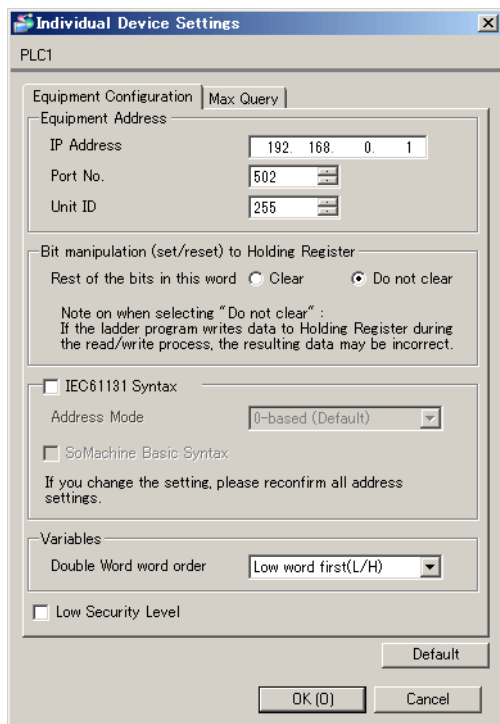 Individual Device Settings
PLC1
Equipment Configuration Max Query
Equipment Address
IP Address 192. 168. 0. 1
Port No. 502
Unit ID 255
Bit manipulation (set/reset) to Holding Register
Rest of the bits in this word Clear Do not clear
Note on when selecting "Do not clear" :
If the ladder program writes data to Holding Register during
the read/write process, the resulting data may be incorrect.
IEC61131 Syntax
Address Mode 0-based (Default)
SoMachine Basic Syntax
If you change the setting, please reconfirm all address
settings.
Variables
Double Word word order Low word first(L/H)
Low Security Level
Default
OK (O) Cancel